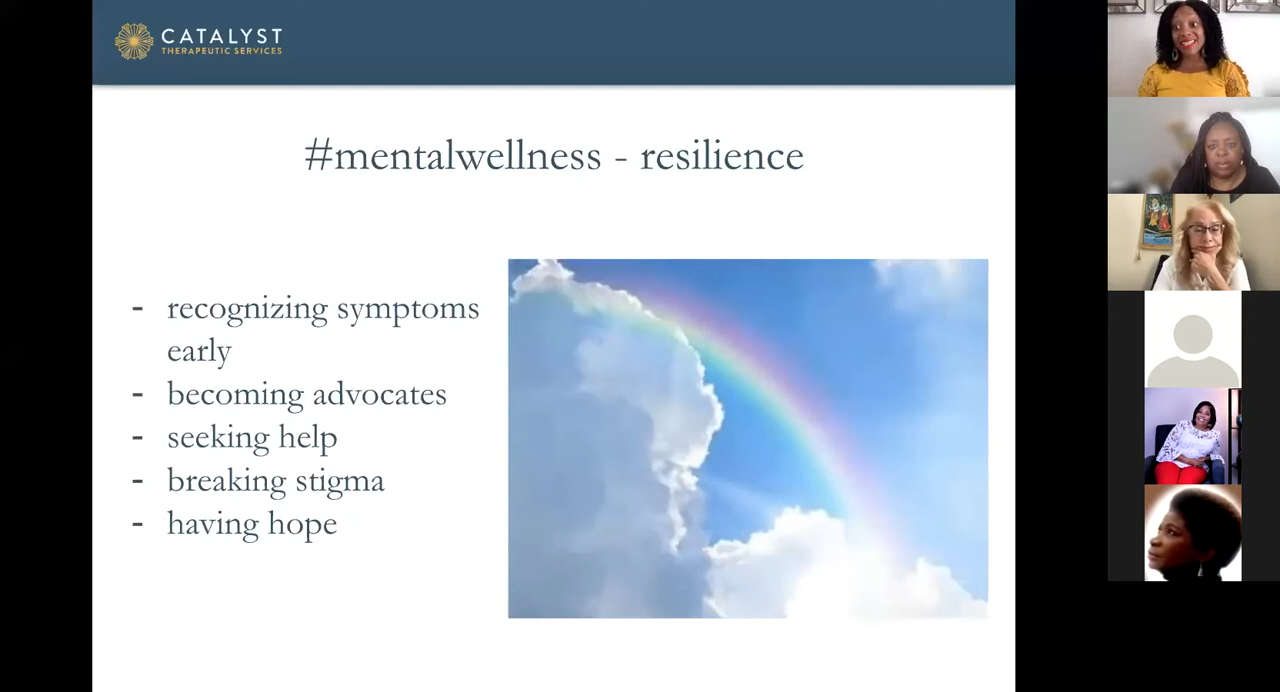 CATALYST
THERAPEUTIC SERVICES
#mentalwellness - resilience
- recognizing symptoms
early
- becoming advocates
- seeking help
- breaking stigma
- having hope